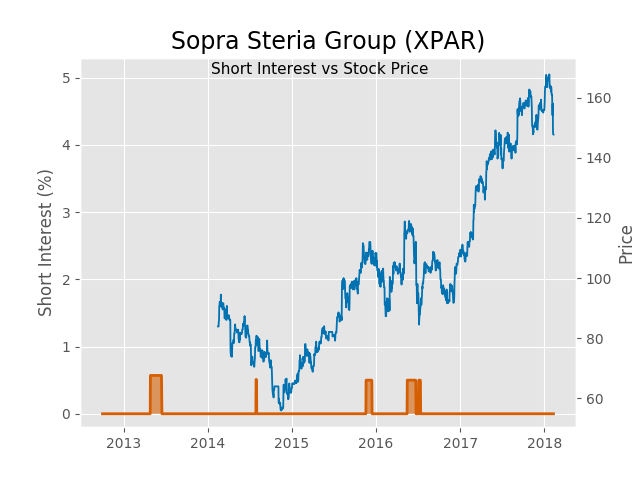 Sopra Steria Group (XPAR)
Short Interest vs Stock Price
Short Interest (%)
5
4
3
2
1
0
160
140
120
100
80
60
Price
2013 2014 2015 2016 2017 2018